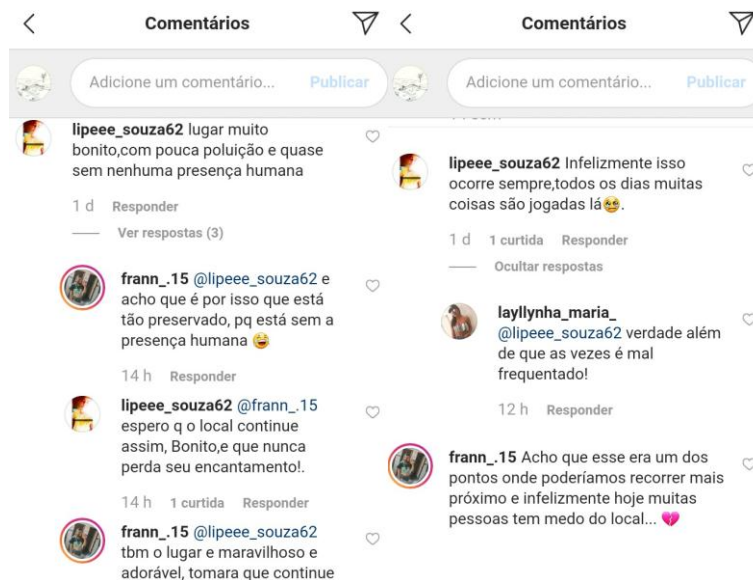 Comentários
Adicione um comentário... Publicar
lipeee_souza62 lugar muito
bonito,com pouca poluição e quase
sem nenhuma presença humana
1 d Responder
Ver respostas (3)
frann_.15 @lipeee_souza62 e
acho que é por isso que está
tão preservado, pq está sem a
presença humana 😂
14 h Responder
lipeee_souza62 @frann_.15
espero q o local continue
assim, Bonito,e que nunca
perda seu encantamento!.
14 h 1 curtida Responder
frann_.15 @lipeee_souza62
tbm o lugar e maravilhoso e
adorável, tomara que continue
Comentários
Adicione um comentário... Publicar
lipeee_souza62 Infelizmente isso
ocorre sempre,todos os dias muitas
coisas são jogadas lá😢.
1 d 1 curtida Responder
Ocultar respostas
layllynha_maria_
@lipeee_souza62 verdade além
de que as vezes é mal
frequentado!
12 h Responder
frann_.15 Acho que esse era um dos
pontos onde poderíamos recorrer mais
próximo e infelizmente hoje muitas
pessoas tem medo do local... 💔